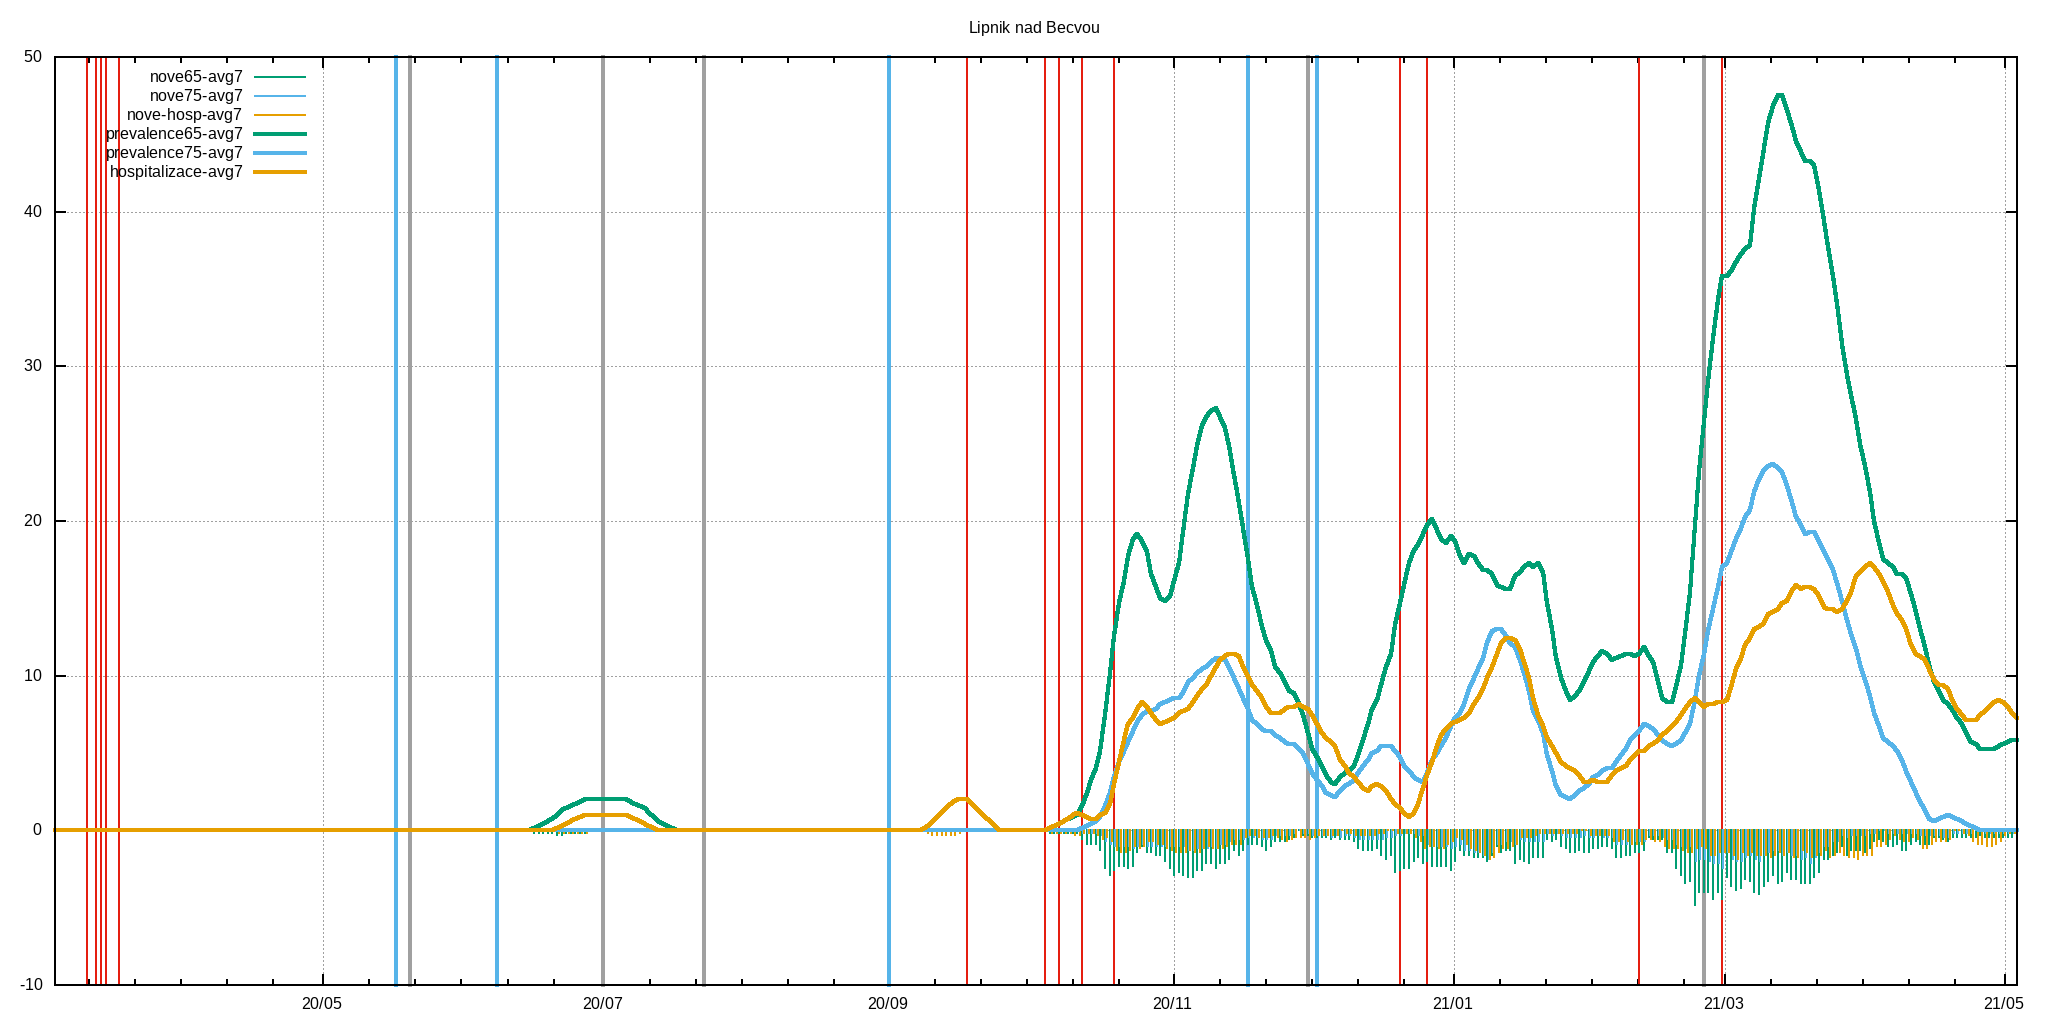 Lipnik nad Becvou
50
nove65-avg7
nove75-avg7
nove-hosp-avg7
prevalence65-avg7
prevalence75-avg7
hospitalizace-avg7
40
30
20
10
0
-10
20/05 20/07 20/09 20/11 21/01 21/03 21/05